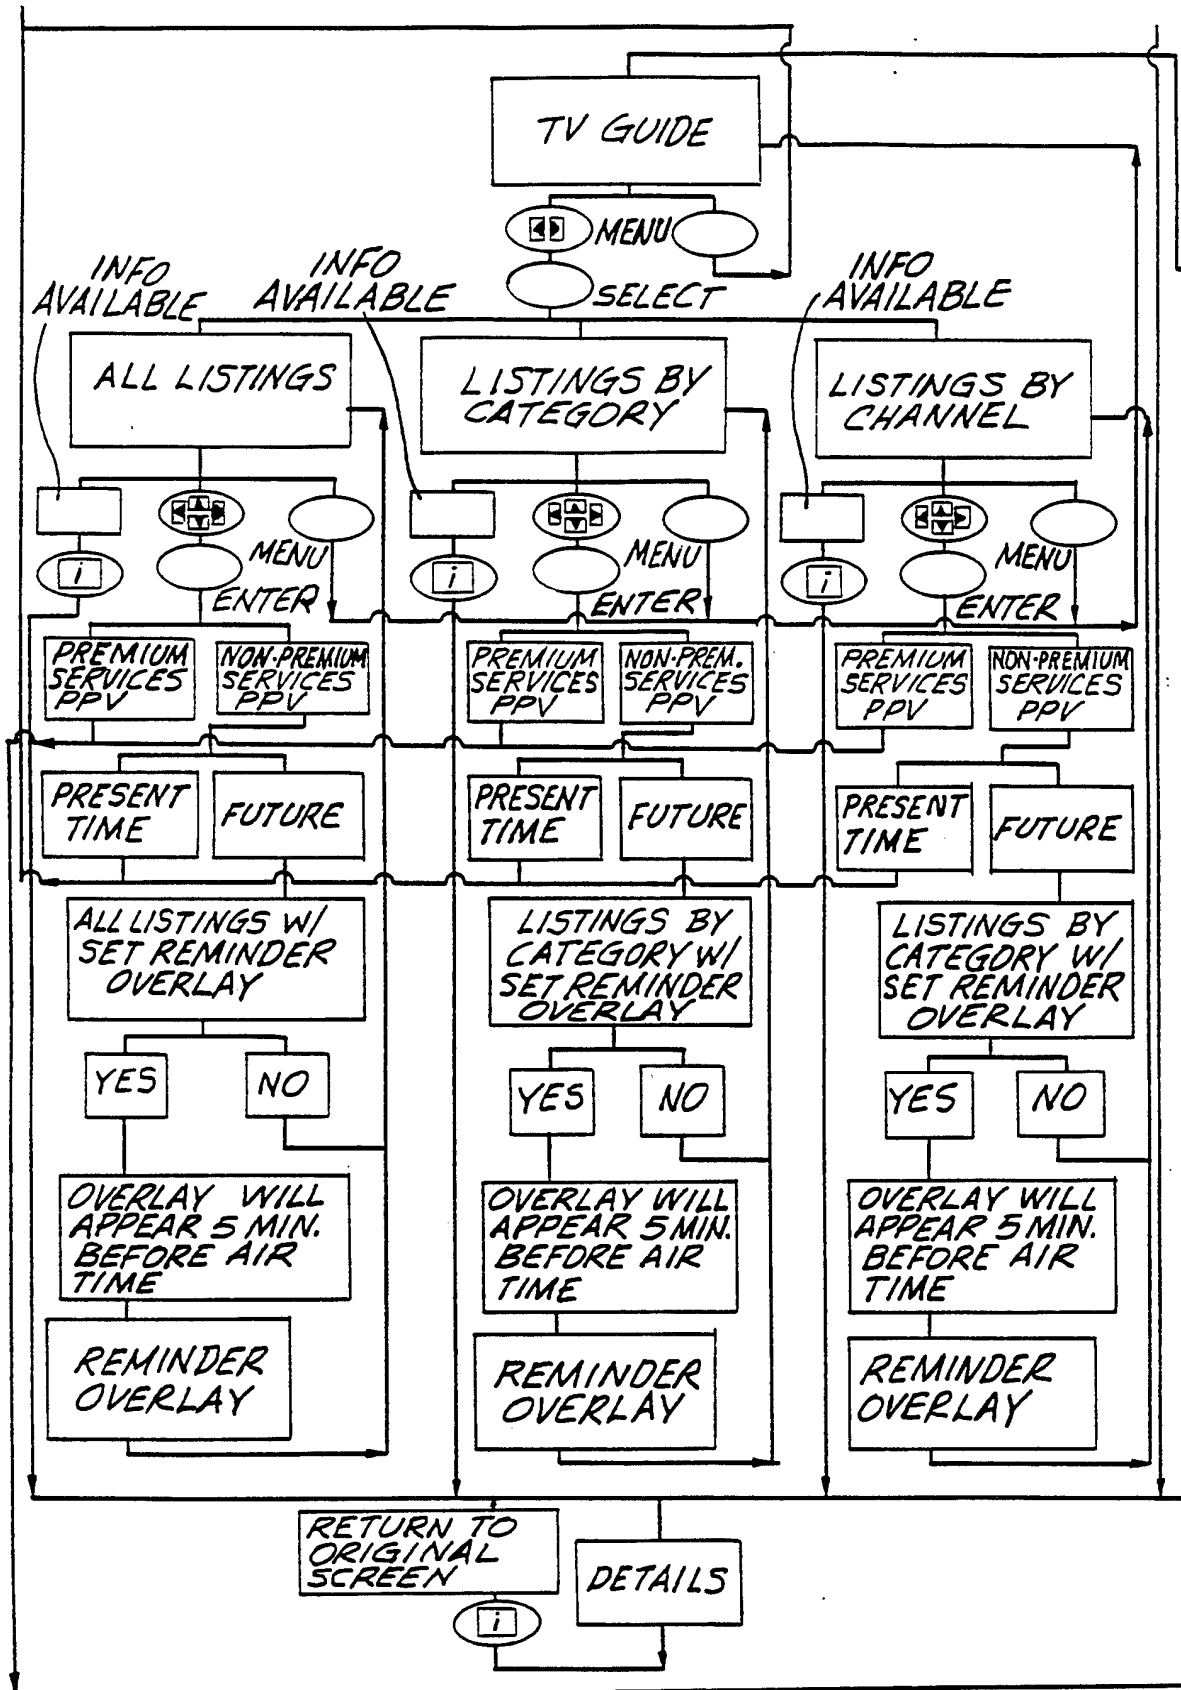 TV GUIDE
MENU
SELECT
INFO
AVAILABLE
INFO
AVAILABLE
INFO
AVAILABLE
ALL LISTINGS
LISTINGS BY
CATEGORY
LISTINGS BY
CHANNEL
i
MENU
ENTER
i
MENU
ENTER
i
MENU
ENTER
PREMIUM
SERVICES
PPV
NON-PREMIUM
SERVICES
PPV
PREMIUM
SERVICES
PPV
NON-PREM.
SERVICES
PPV
PREMIUM
SERVICES
PPV
NON-PREMIUM
SERVICES
PPV
PRESENT
TIME
FUTURE
PRESENT
TIME
FUTURE
PRESENT
TIME
FUTURE
ALL LISTINGS W/
SET REMINDER
OVERLAY
LISTINGS BY
CATEGORY W/
SET REMINDER
OVERLAY
LISTINGS BY
CATEGORY W/
SET REMINDER
OVERLAY
YES
NO
YES
NO
YES
NO
OVERLAY WILL
APPEAR 5 MIN.
BEFORE AIR
TIME
OVERLAY WILL
APPEAR 5 MIN.
BEFORE AIR
TIME
OVERLAY WILL
APPEAR 5 MIN.
BEFORE AIR
TIME
REMINDER
OVERLAY
REMINDER
OVERLAY
REMINDER
OVERLAY
RETURN TO
ORIGINAL
SCREEN
DETAILS
i